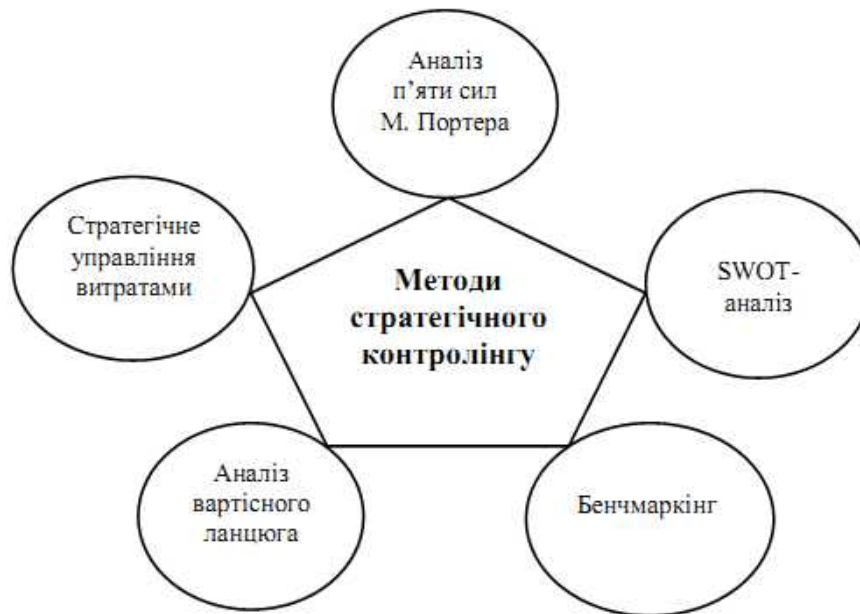 Аналіз
п’яти сил
М. Портера
Стратегічне
управління
витратами
Методи
стратегічного
контролінгу
SWOT-
аналіз
Аналіз
вартісного
ланцюга
Бенчмаркінг